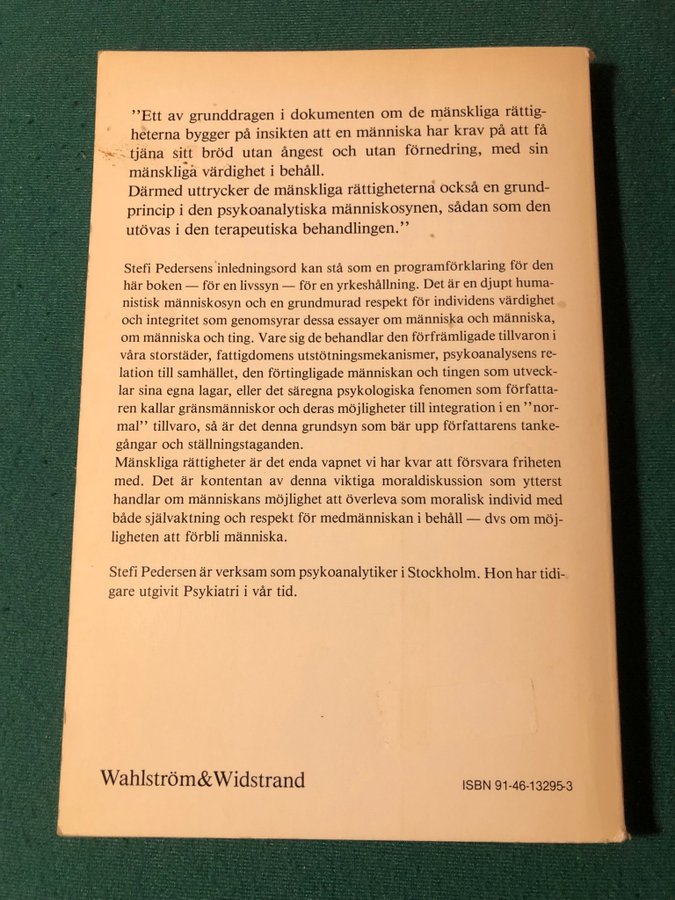 ”Ett av grunddragen i dokumenten om de mänskliga rättig-
heterna bygger på insikten att en människa har krav på att få
tjäna sitt bröd utan ångest och utan förnedring, med sin
mänskliga värdighet i behåll.
Därmed uttrycker de mänskliga rättigheterna också en grund-
princip i den psykoanalytiska människosynen, sådan som den
utövas i den terapeutiska behandlingen.”
Stefi Pedersens inledningsord kan stå som en programförklaring för den
här boken — för en livssyn — för en yrkeshållning. Det är en djupt huma-
nistisk människosyn och en grundmurad respekt för individens värdighet
och integritet som genomsyrar dessa essayer om människa och människa,
om människa och ting. Vare sig de behandlar den förfrämligade tillvaron i
våra storstäder, fattigdomens utstötningsmekanismer, psykoanalysens re-
lation till samhället, den förtingligade människan och tingen som utveck-
lar sina egna lagar, eller det säregna psykologiska fenomen som författa-
ren kallar gränsmänniskor och deras möjligheter till integration i en ”nor-
mal” tillvaro, så är det denna grundsyn som bär upp författarens tanke-
gångar och ställningstaganden.
Mänskliga rättigheter är det enda vapnet vi har kvar att försvara friheten
med. Det är kontentan av denna viktiga moraldiskussion som ytterst
handlar om människans möjlighet att överleva som moralisk individ med
både självaktning och respekt för medmänniskan i behåll — dvs om möj-
ligheten att förbli människa.
Stefi Pedersen är verksam som psykoanalytiker i Stockholm. Hon har tidi-
gare utgivit Psykiatri i vår tid.
Wahlström&Widstrand
ISBN 91-46-13295-3